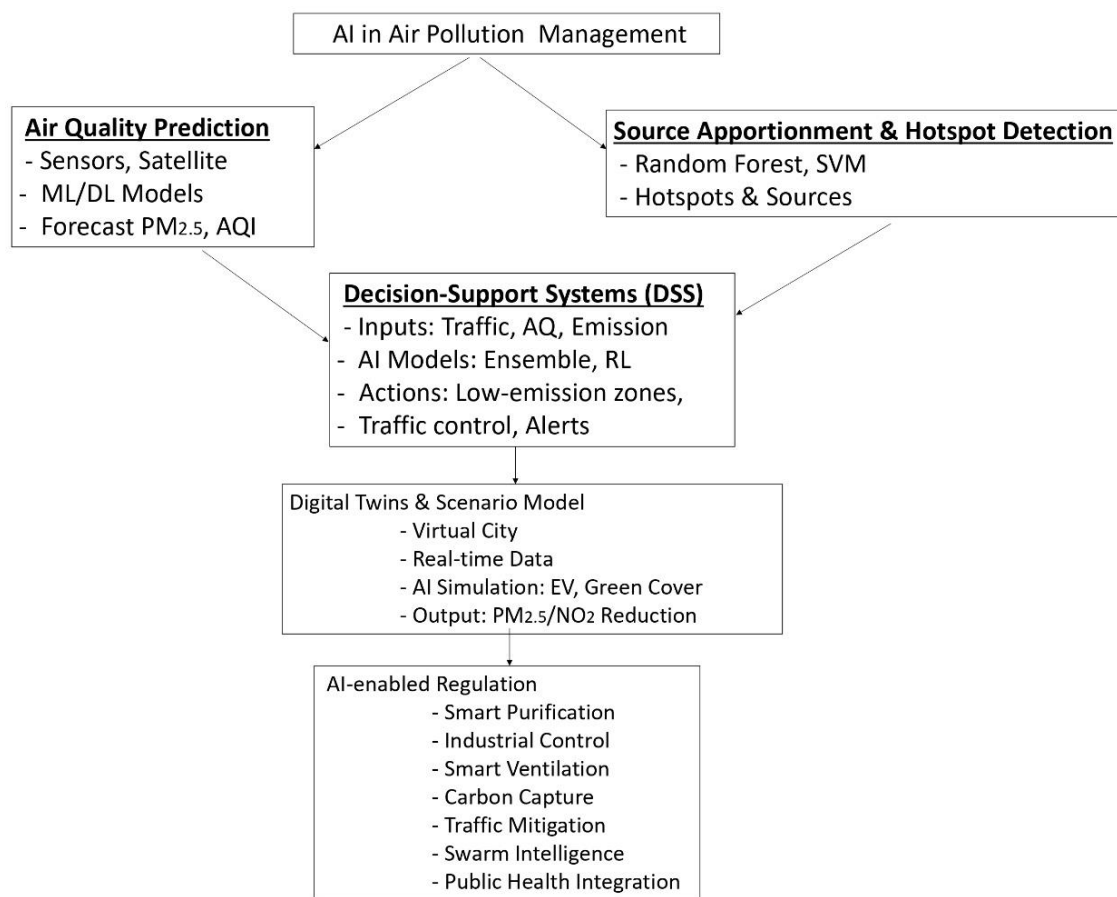 AI in Air Pollution Management
Air Quality Prediction
- Sensors, Satellite
- ML/DL Models
- Forecast PM2.5, AQI
Source Apportionment & Hotspot Detection
- Random Forest, SVM
- Hotspots & Sources
Decision-Support Systems (DSS)
- Inputs: Traffic, AQ, Emission
- AI Models: Ensemble, RL
- Actions: Low-emission zones,
- Traffic control, Alerts
Digital Twins & Scenario Model
- Virtual City
- Real-time Data
- AI Simulation: EV, Green Cover
- Output: PM2.5/NO2 Reduction
AI-enabled Regulation
- Smart Purification
- Industrial Control
- Smart Ventilation
- Carbon Capture
- Traffic Mitigation
- Swarm Intelligence
- Public Health Integration